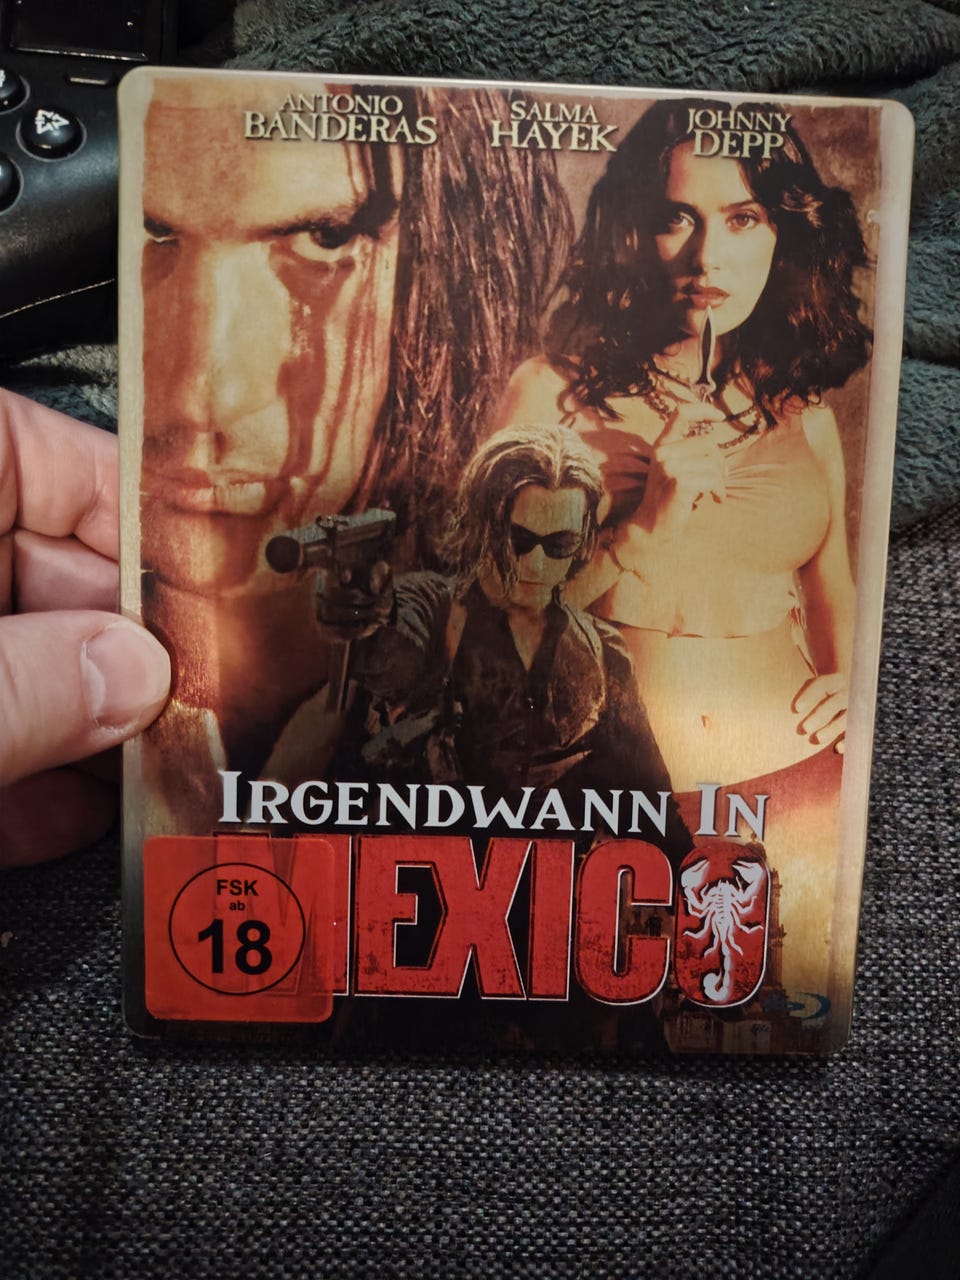 ANTONIO
BANDERAS
SALMA
HAYEK
JOHNNY
DEPP
IRGENDWANN IN
MEXICO
FSK
ab
18